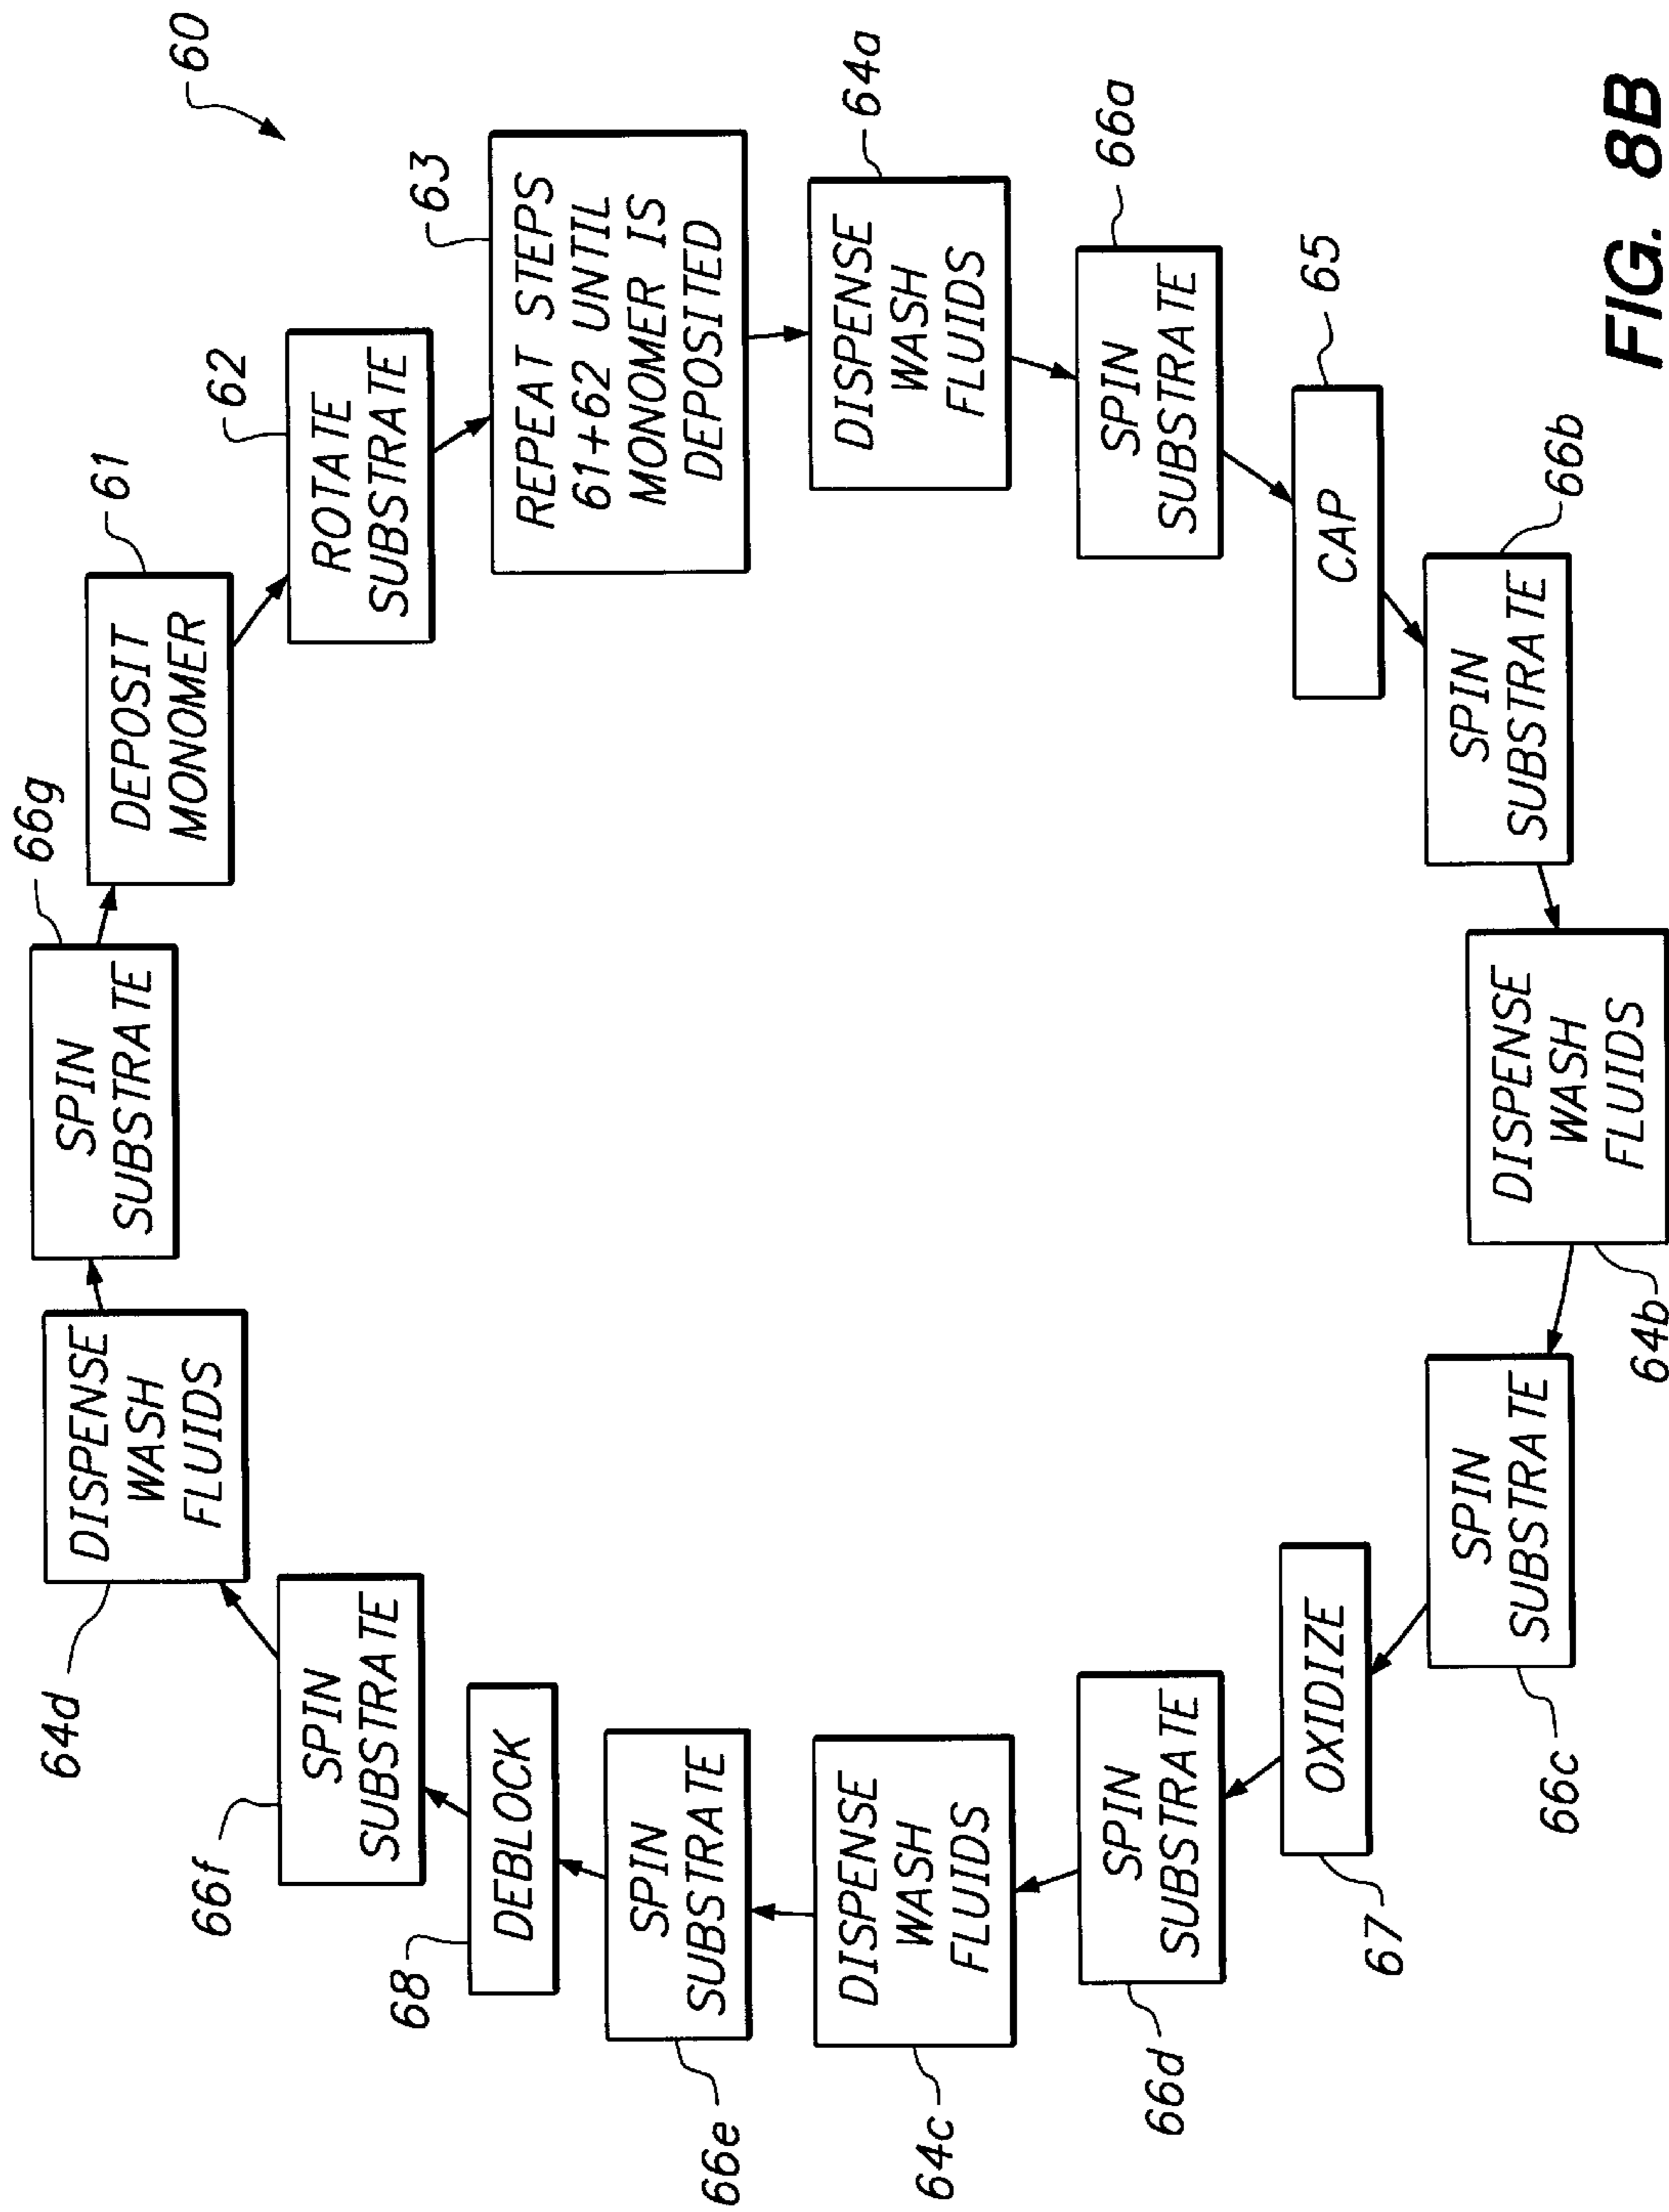 60
61
DEPOSIT
MONOMER
62
ROTATE
SUBSTRATE
63
REPEAT STEPS
61+62 UNTIL
MONOMER IS
DEPOSITED
64a
DISPENSE
WASH
FLUIDS
66a
SPIN
SUBSTRATE
65
CAP
66b
SPIN
SUBSTRATE
64b
DISPENSE
WASH
FLUIDS
66c
SPIN
SUBSTRATE
67
OXIDIZE
66d
SPIN
SUBSTRATE
64c
DISPENSE
WASH
FLUIDS
66e
SPIN
SUBSTRATE
68
DEBLOCK
66f
SPIN
SUBSTRATE
64d
DISPENSE
WASH
FLUIDS
66g
SPIN
SUBSTRATE
FIG. 8B